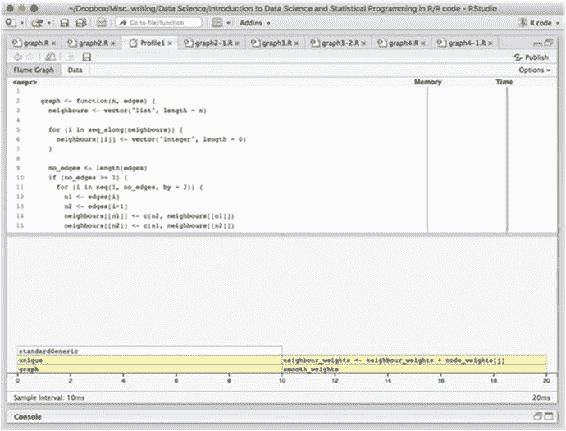 ~/Dropbox/Misc. writing/Data Science/Introduction to Data Science and Statistical Programming in R/R code - RStudio
Go to file/function
Addins
R code
graph.R
graph2.R
Profile1
graph2-1.R
graph3.R
graph3-2.R
graph4.R
graph4-1.R
Publish
Flame Graph Data Options
<expr> Memory Time
1
2 graph <- function(n, edges) {
3 neighbours <- vector("list", length = n)
4
5 for (i in seq_along(neighbours)) {
6 neighbours[[i]] <- vector("integer", length = 0)
7 }
8
9 no_edges <- length(edges)
10 if (no_edges >= 1) {
11 for (i in seq(1, no_edges, by = 2)) {
12 n1 <- edges[i]
13 n2 <- edges[i+1]
14 neighbours[[n1]] <- c(n2, neighbours[[n1]])
15 neighbours[[n2]] <- c(n1, neighbours[[n2]])
standardGeneric
unique neighbour_weights <- neighbour_weights + node_weights[j]
graph smooth_weights
0 2 4 6 8 10 12 14 16 18 20
Sample Interval: 10ms 20ms
Console